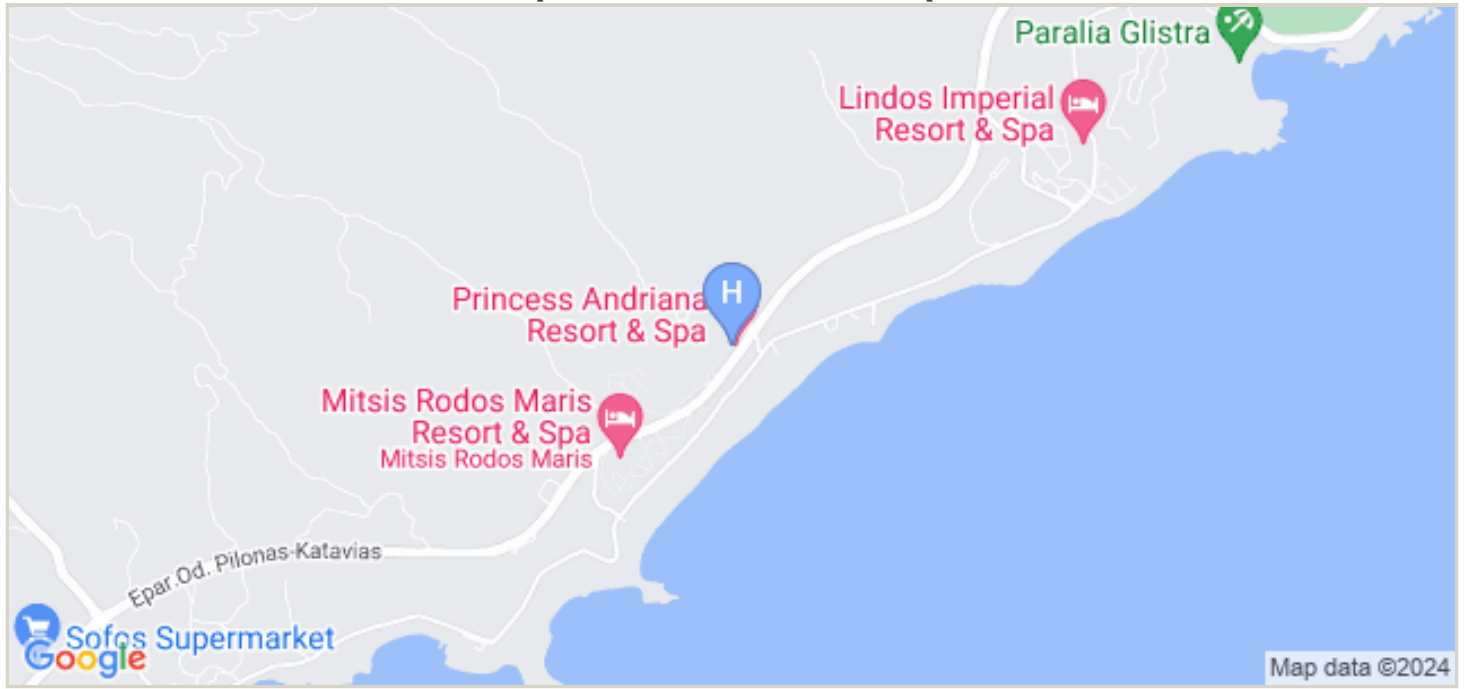 Paralia Glistra
Lindos Imperial
Resort & Spa
H
Princess Andriana
Resort & Spa
Mitsis Rodos Maris
Resort & Spa
Mitsis Rodos Maris
Epar.Od. Pilonas-Katavias
Sofos Supermarket
Google
Map data ©2024